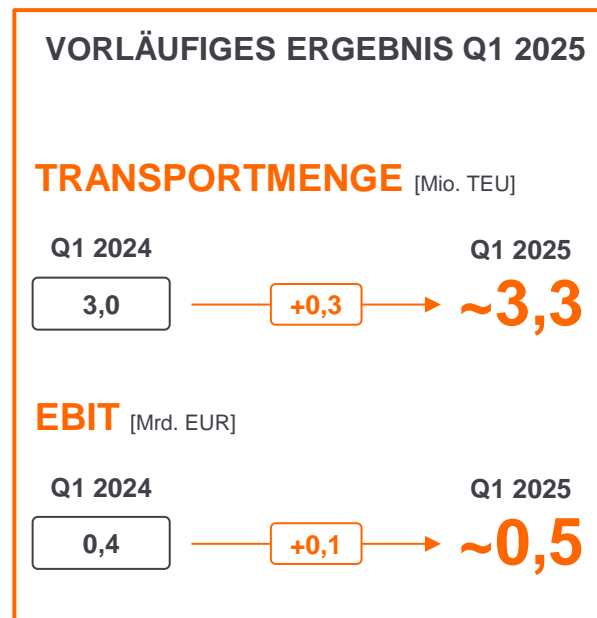 VORLÄUFIGES ERGEBNIS Q1 2025
TRANSPORTMENGE [Mio. TEU]
Q1 2024 Q1 2025
3,0 +0,3 ~3,3
EBIT [Mrd. EUR]
Q1 2024 Q1 2025
0,4 +0,1 ~0,5